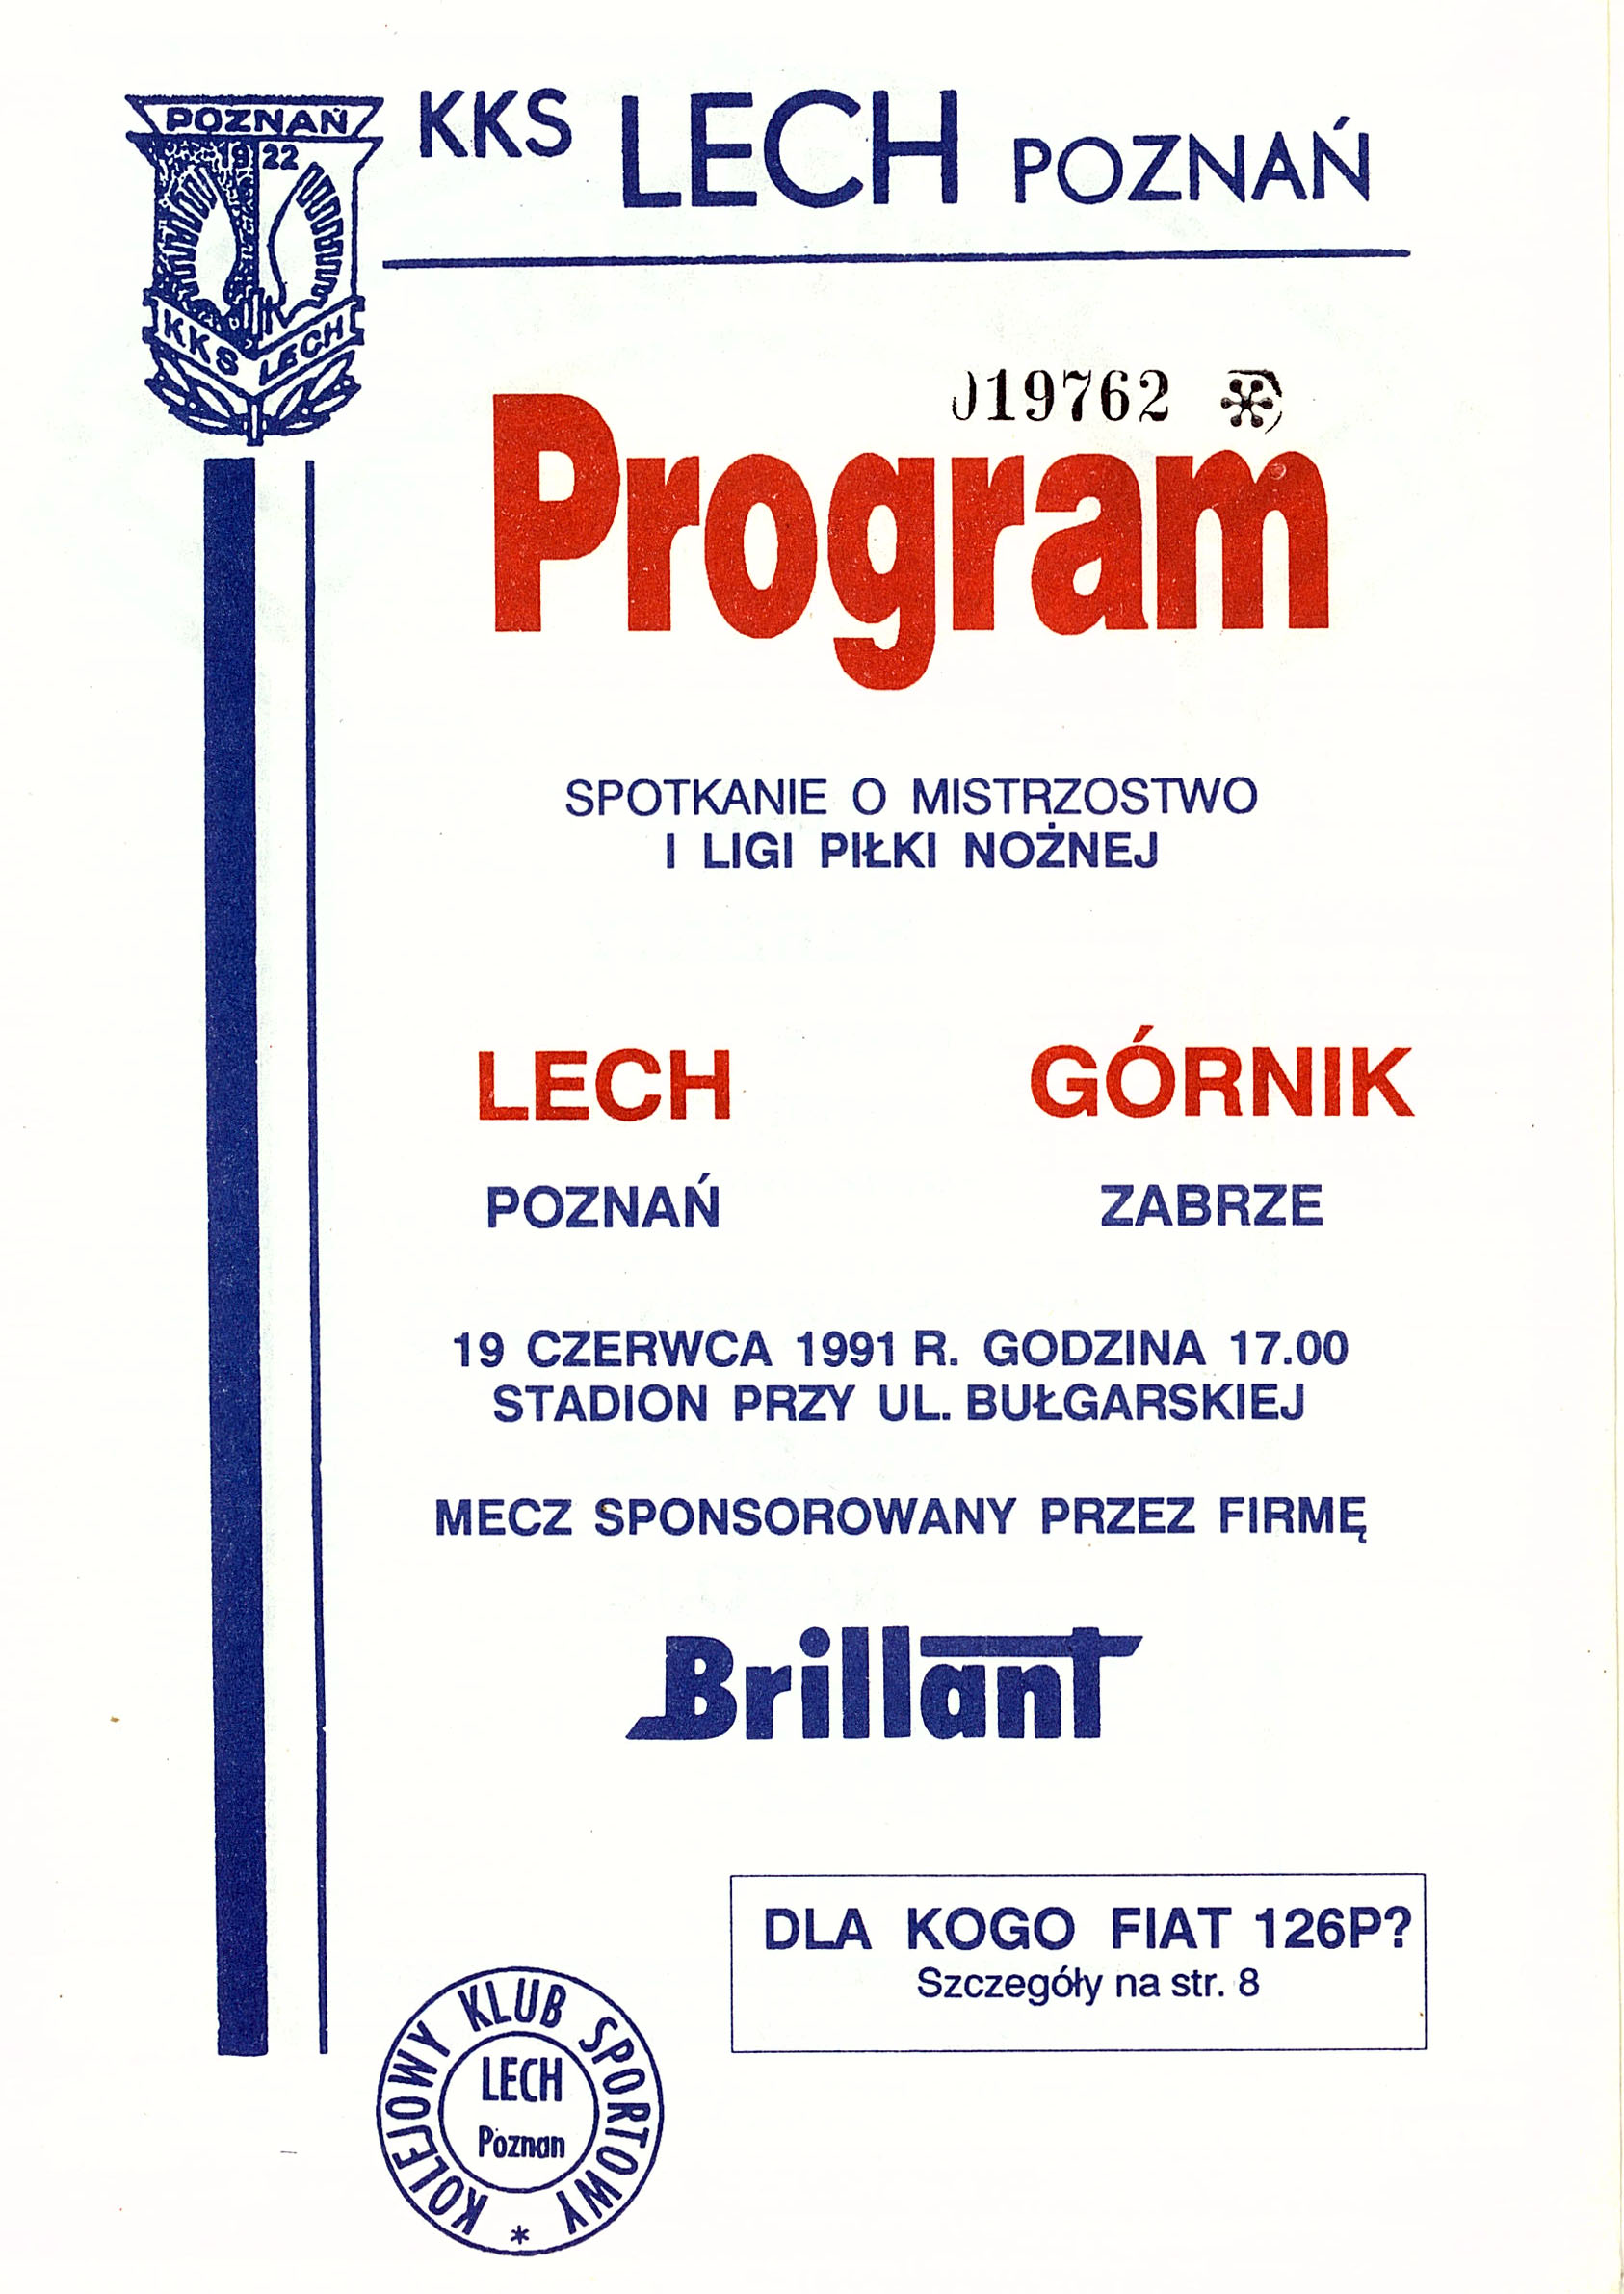 POZNAŃ
1922
KKS LECH
KKS LECH POZNAŃ
019762
Program
SPOTKANIE O MISTRZOSTWO
I LIGI PIŁKI NOŻNEJ
LECH GÓRNIK
POZNAŃ ZABRZE
19 CZERWCA 1991 R. GODZINA 17.00
STADION PRZY UL. BUŁGARSKIEJ
MECZ SPONSOROWANY PRZEZ FIRMĘ
Brillant
DLA KOGO FIAT 126P?
Szczegóły na str. 8
KOLEJOWY KLUB SPORTOWY *
LECH
Poznan